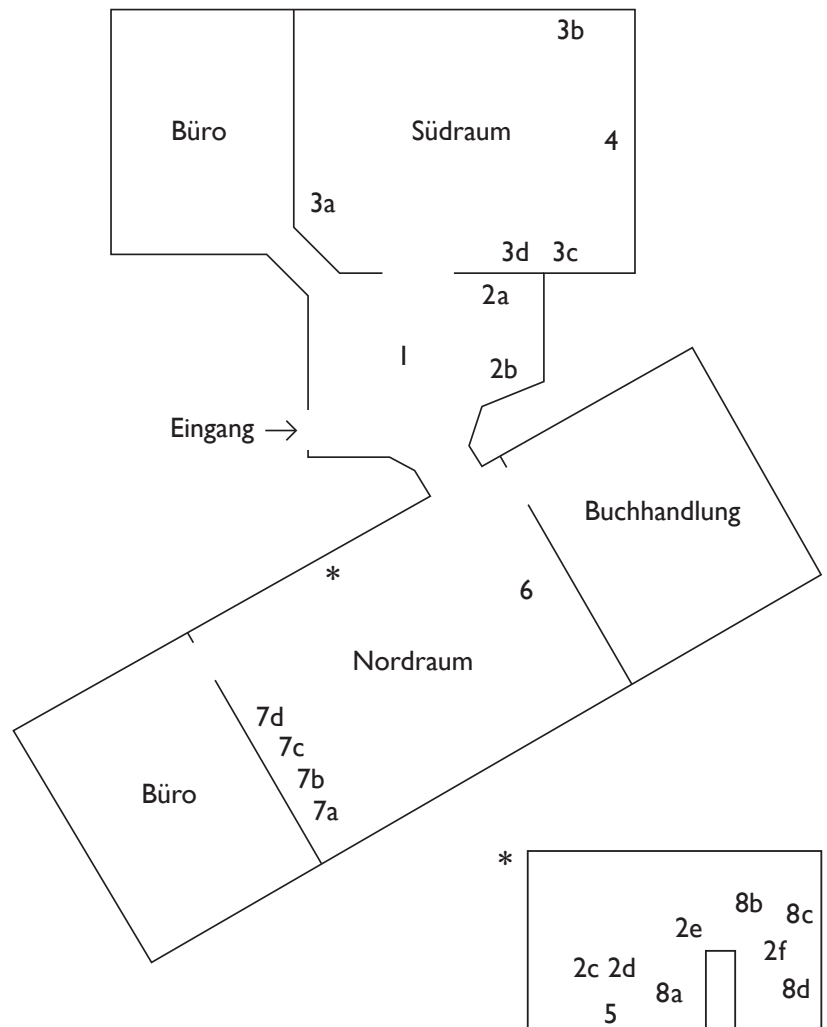 3b
Büro
Südraum
4
3a
3d
3c
2a
1
2b
Eingang →
Buchhandlung
*
6
Nordraum
7d
7c
7b
7a
Büro
*
8b
8c
2e
2f
2c 2d
8a
8d
5